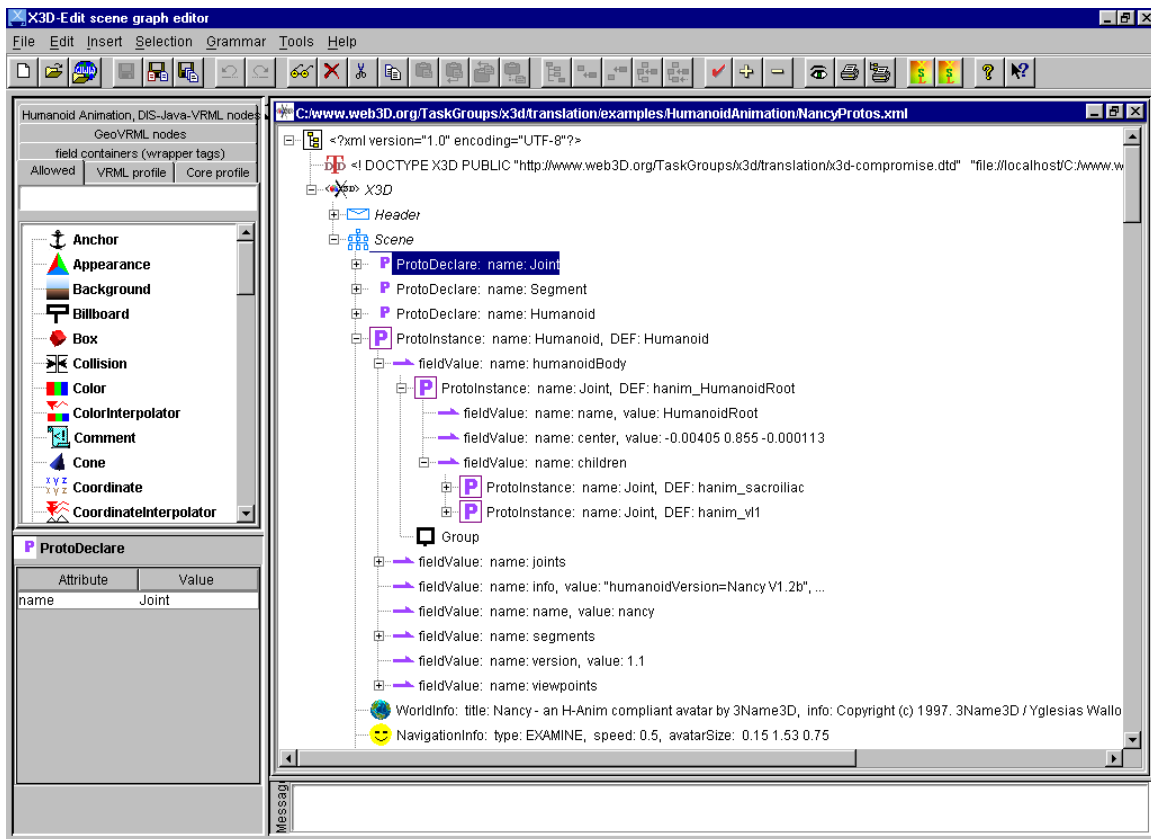 X3D-Edit scene graph editor
File Edit Insert Selection Grammar Tools Help
Humanoid Animation, DIS-Java-VRML nodes
GeoVRML nodes
field containers (wrapper tags)
Allowed VRML profile Core profile
Anchor
Appearance
Background
Billboard
Box
Collision
Color
ColorInterpolator
Comment
Cone
Coordinate
CoordinateInterpolator
P ProtoDeclare
Attribute Value
name Joint
C:/www.web3D.org/TaskGroups/x3d/translation/examples/HumanoidAnimation/NancyProtos.xml
<?xml version="1.0" encoding="UTF-8"?>
DTD <! DOCTYPE X3D PUBLIC "http://www.web3D.org/TaskGroups/x3d/translation/x3d-compromise.dtd" "file://localhost/C:/www.w
X3D
Header
Scene
P ProtoDeclare: name: Joint
P ProtoDeclare: name: Segment
P ProtoDeclare: name: Humanoid
P ProtoInstance: name: Humanoid, DEF: Humanoid
fieldValue: name: humanoidBody
P ProtoInstance: name: Joint, DEF: hanim_HumanoidRoot
fieldValue: name: name, value: HumanoidRoot
fieldValue: name: center, value: -0.00405 0.855 -0.000113
fieldValue: name: children
P ProtoInstance: name: Joint, DEF: hanim_sacroiliac
P ProtoInstance: name: Joint, DEF: hanim_vl1
Group
fieldValue: name: joints
fieldValue: name: info, value: "humanoidVersion=Nancy V1.2b", ...
fieldValue: name: name, value: nancy
fieldValue: name: segments
fieldValue: name: version, value: 1.1
fieldValue: name: viewpoints
WorldInfo: title: Nancy - an H-Anim compliant avatar by 3Name3D, info: Copyright (c) 1997. 3Name3D / Yglesias Wallo
NavigationInfo: type: EXAMINE, speed: 0.5, avatarSize: 0.15 1.53 0.75
Messag